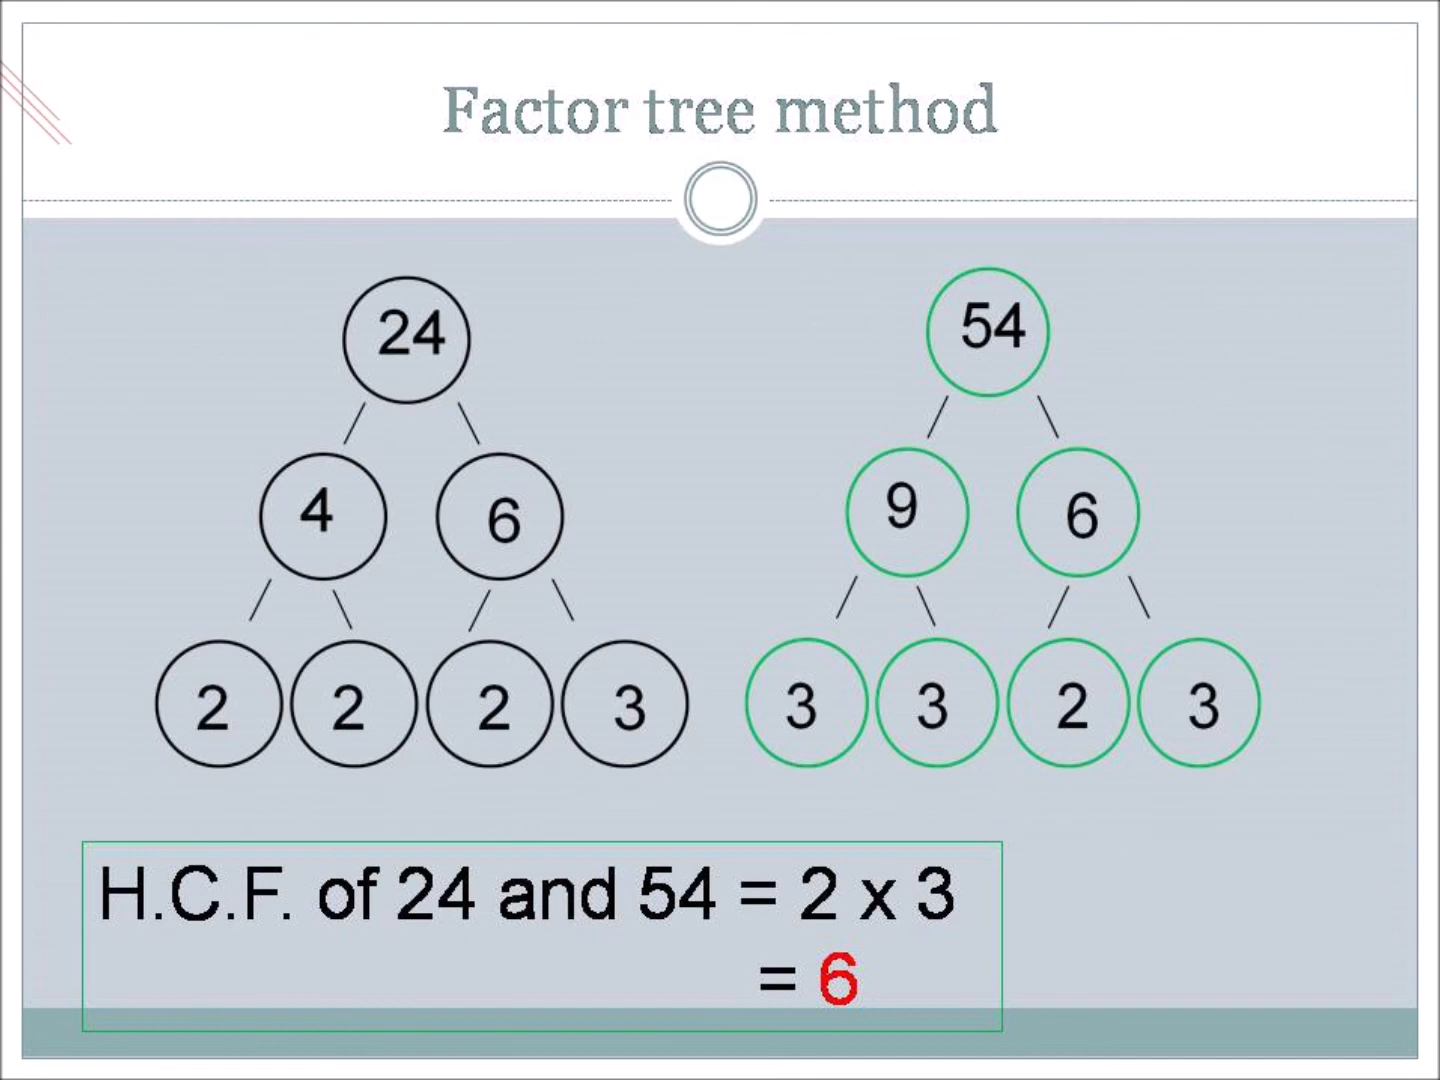 Factor tree method
24 54
4 6 9 6
2 2 2 3 3 3 2 3
H.C.F. of 24 and 54 = 2 x 3
= 6